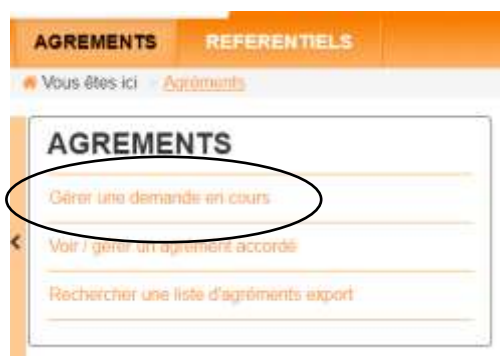 AGREMENTS REFERENTIELS
Vous êtes ici Agréments
AGREMENTS
Gérer une demande en cours
Voir / gérer un agrément accordé
Rechercher une liste d'agréments export